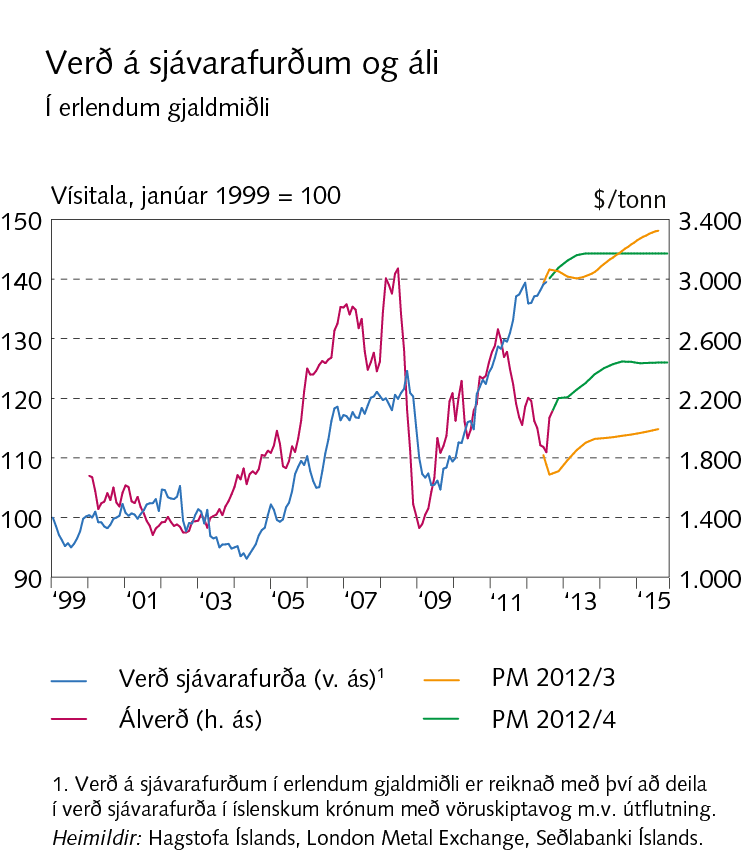 Verð á sjávarafurðum og áli
Í erlendum gjaldmiðli
Vísitala, janúar 1999 = 100
$/tonn
150
140
130
120
110
100
90
3.400
3.000
2.600
2.200
1.800
1.400
1.000
‘99 ‘01 ‘03 ‘05 ‘07 ‘09 ‘11 ‘13 ‘15
Verð sjávarafurða (v. ás)¹
Álverð (h. ás)
PM 2012/3
PM 2012/4
1. Verð á sjávarafurðum í erlendum gjaldmiðli er reiknað með því að deila
í verð sjávarafurða í íslenskum krónum með vöruskiptavog m.v. útflutning.
Heimildir: Hagstofa Íslands, London Metal Exchange, Seðlabanki Íslands.